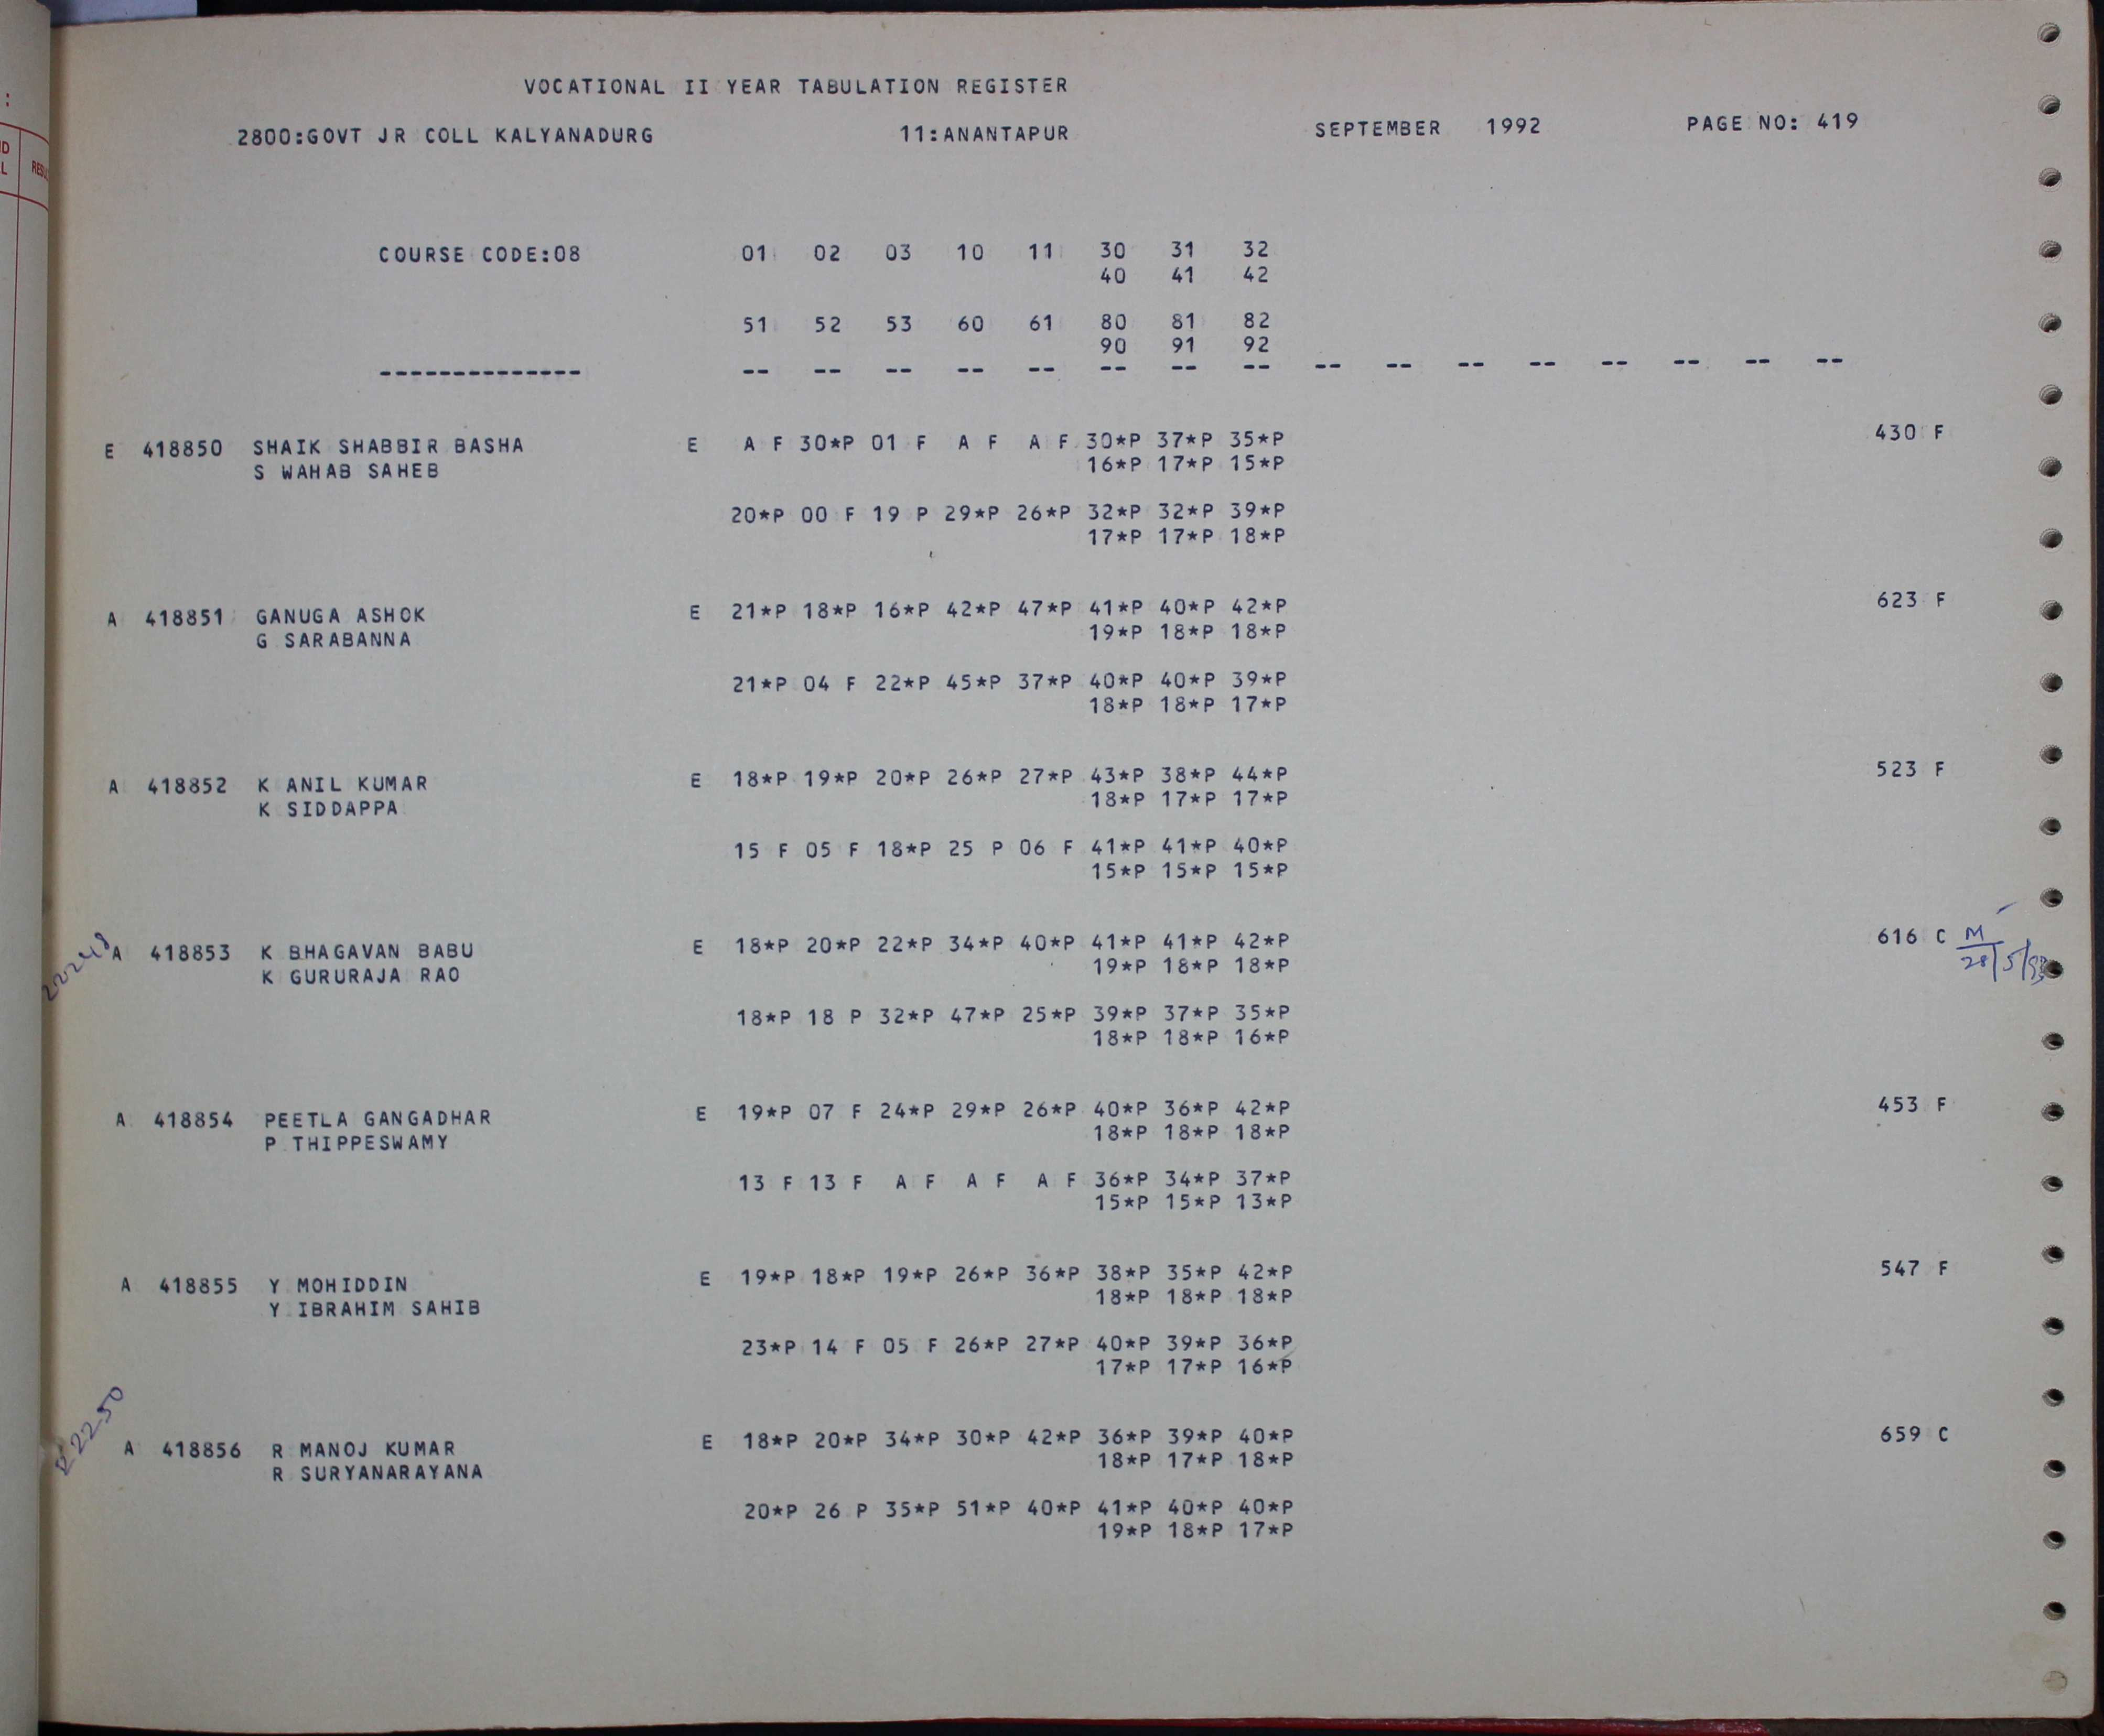 VOCATIONAL II YEAR TABULATION REGISTER
2800:GOVT JR COLL KALYANADURG 11:ANANTAPUR SEPTEMBER 1992 PAGE NO: 419
COURSE CODE:08 01 02 03 10 11 30 31 32
40 41 42
51 52 53 60 61 80 81 82
90 91 92
-------------- -- -- -- -- -- -- -- -- -- -- -- -- -- -- -- --
E 418850 SHAIK SHABBIR BASHA E A F 30*P 01 F A F A F 30*P 37*P 35*P 430 F
S WAHAB SAHEB 16*P 17*P 15*P
20*P 00 F 19 P 29*P 26*P 32*P 32*P 39*P
17*P 17*P 18*P
A 418851 GANUGA ASHOK E 21*P 18*P 16*P 42*P 47*P 41*P 40*P 42*P 623 F
G SARABANNA 19*P 18*P 18*P
21*P 04 F 22*P 45*P 37*P 40*P 40*P 39*P
18*P 18*P 17*P
A 418852 K ANIL KUMAR E 18*P 19*P 20*P 26*P 27*P 43*P 38*P 44*P 523 F
K SIDDAPPA 18*P 17*P 17*P
15 F 05 F 18*P 25 P 06 F 41*P 41*P 40*P
15*P 15*P 15*P
A 418853 K BHAGAVAN BABU E 18*P 20*P 22*P 34*P 40*P 41*P 41*P 42*P 616 C
K GURURAJA RAO 19*P 18*P 18*P 28/5/93
18*P 18 P 32*P 47*P 25*P 39*P 37*P 35*P
18*P 18*P 16*P
A 418854 PEETLA GANGADHAR E 19*P 07 F 24*P 29*P 26*P 40*P 36*P 42*P 453 F
P THIPPESWAMY 18*P 18*P 18*P
13 F 13 F A F A F A F 36*P 34*P 37*P
15*P 15*P 13*P
A 418855 Y MOHIDDIN E 19*P 18*P 19*P 26*P 36*P 38*P 35*P 42*P 547 F
Y IBRAHIM SAHIB 18*P 18*P 18*P
23*P 14 F 05 F 26*P 27*P 40*P 39*P 36*P
17*P 17*P 16*P
A 418856 R MANOJ KUMAR E 18*P 20*P 34*P 30*P 42*P 36*P 39*P 40*P 659 C
R SURYANARAYANA 18*P 17*P 18*P
20*P 26 P 35*P 51*P 40*P 41*P 40*P 40*P
19*P 18*P 17*P